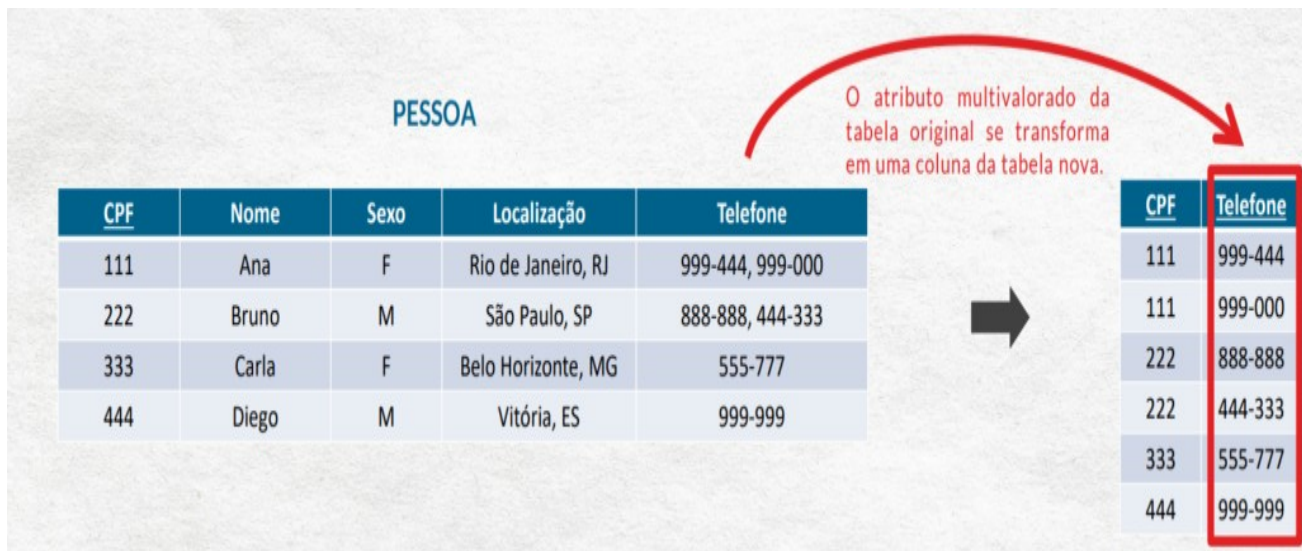 PESSOA
O atributo multivalorado da
tabela original se transforma
em uma coluna da tabela nova.
CPF Nome Sexo Localização Telefone
111 Ana F Rio de Janeiro, RJ 999-444, 999-000
222 Bruno M São Paulo, SP 888-888, 444-333
333 Carla F Belo Horizonte, MG 555-777
444 Diego M Vitória, ES 999-999
CPF Telefone
111 999-444
111 999-000
222 888-888
222 444-333
333 555-777
444 999-999